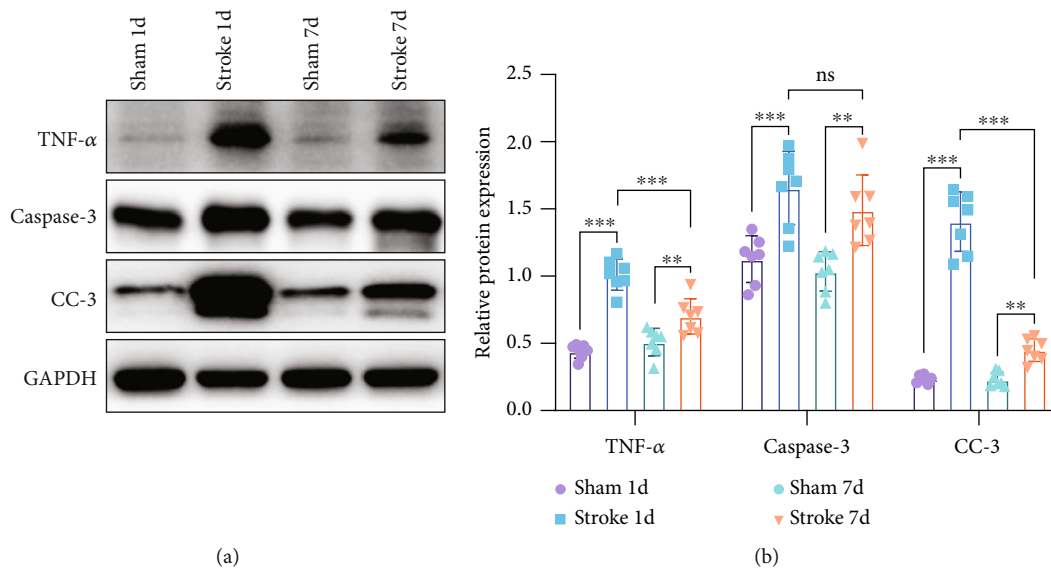 Sham 1d
Stroke 1d
Sham 7d
Stroke 7d
TNF-α
Caspase-3
CC-3
GAPDH
(a)
Relative protein expression
2.5
2.0
1.5
1.0
0.5
0.0
***
***
**
***
ns
**
***
***
**
TNF-α
Caspase-3
CC-3
Sham 1d
Stroke 1d
Sham 7d
Stroke 7d
(b)